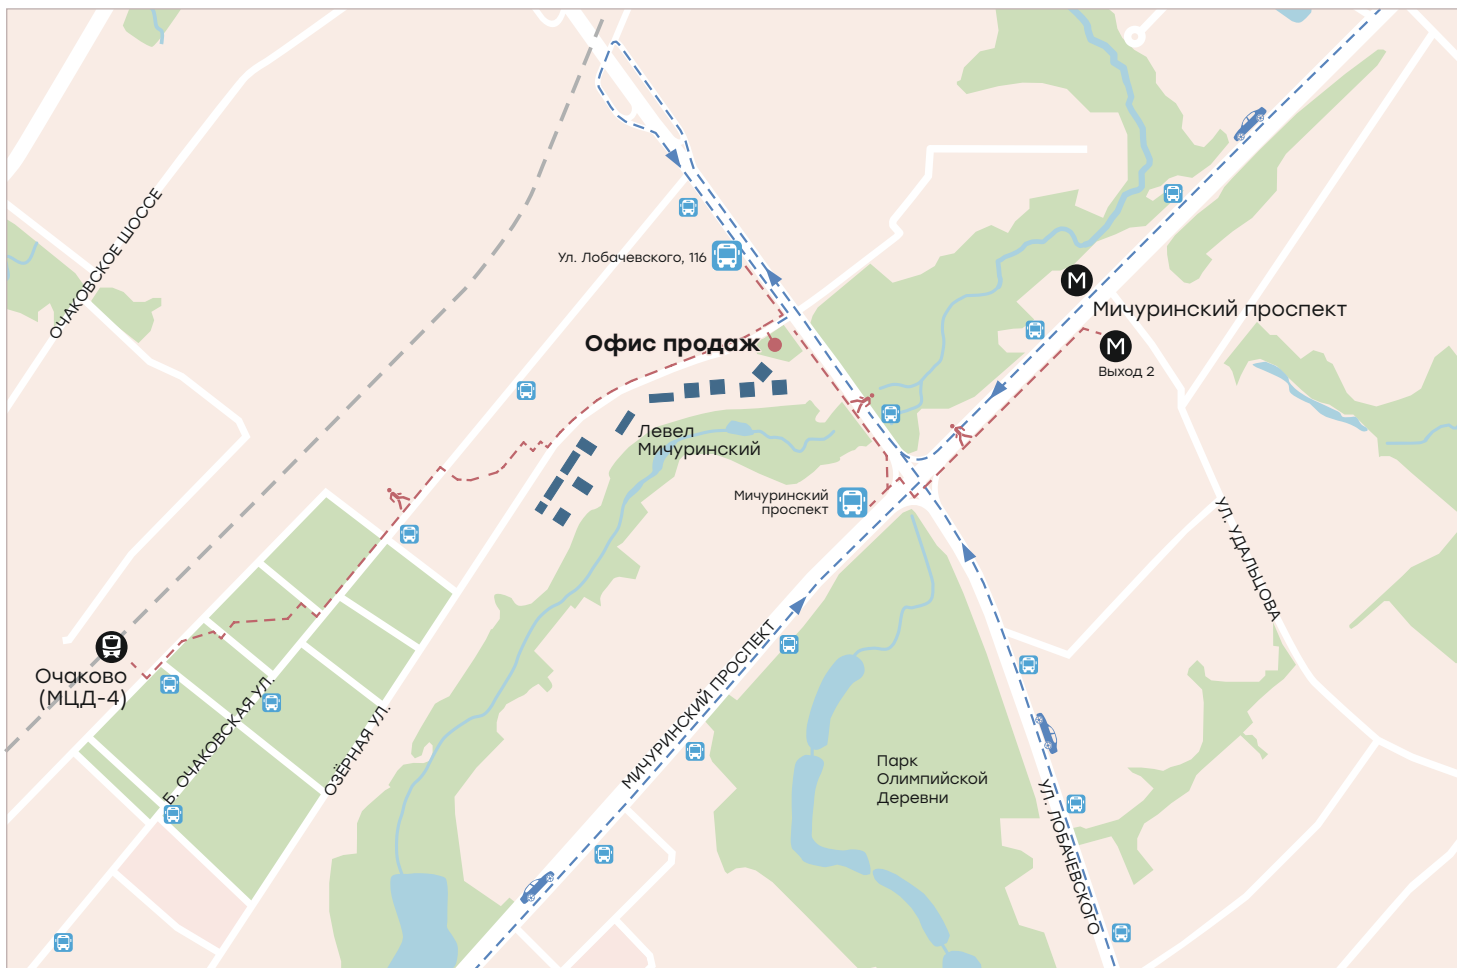 ОЧАКОВСКОЕ ШОССЕ
Ул. Лобачевского, 116
М
Мичуринский проспект
М
Выход 2
Офис продаж
Левел
Мичуринский
Мичуринский
проспект
УЛ. УДАЛЬЦОВА
Очаково
(МЦД-4)
Б. ОЧАКОВСКАЯ УЛ.
ОЗЁРНАЯ УЛ.
МИЧУРИНСКИЙ ПРОСПЕКТ
Парк
Олимпийской
Деревни
УЛ. ЛОБАЧЕВСКОГО